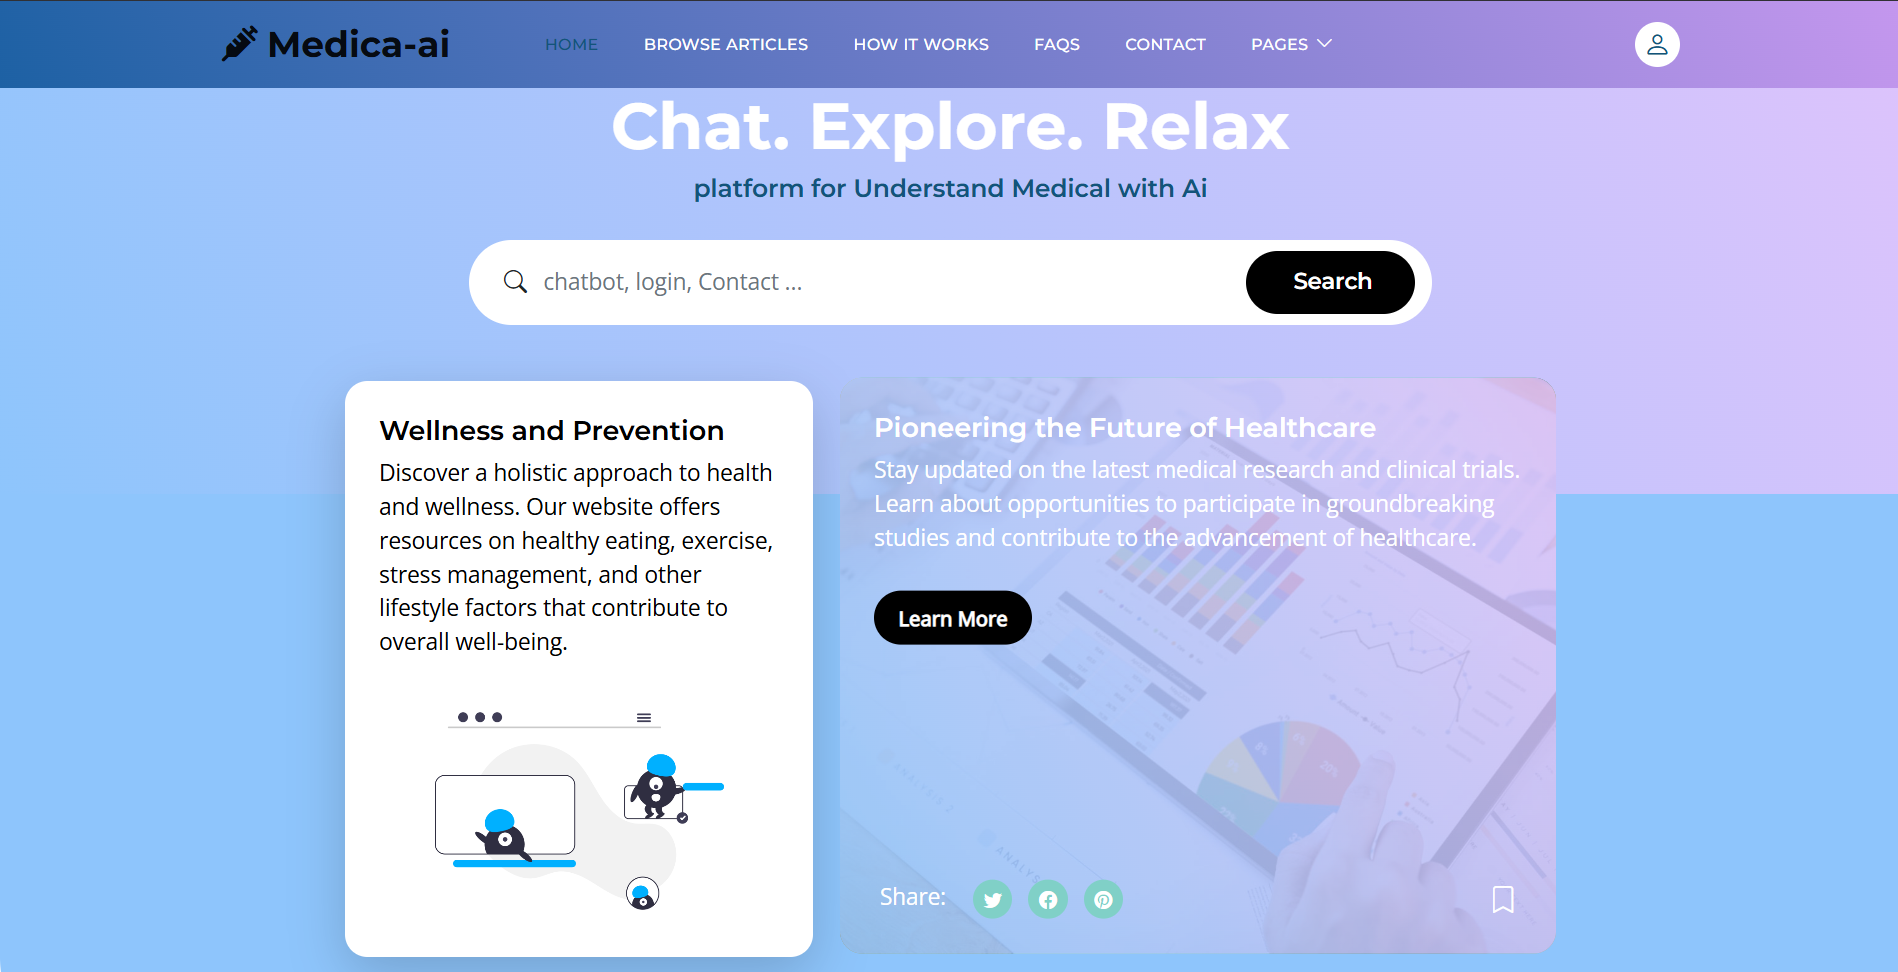 Medica-ai
HOME
BROWSE ARTICLES
HOW IT WORKS
FAQS
CONTACT
PAGES
Chat. Explore. Relax
platform for Understand Medical with Ai
chatbot, login, Contact ...
Search
Wellness and Prevention
Discover a holistic approach to health
and wellness. Our website offers
resources on healthy eating, exercise,
stress management, and other
lifestyle factors that contribute to
overall well-being.
Pioneering the Future of Healthcare
Stay updated on the latest medical research and clinical trials.
Learn about opportunities to participate in groundbreaking
studies and contribute to the advancement of healthcare.
Learn More
20%
Share: